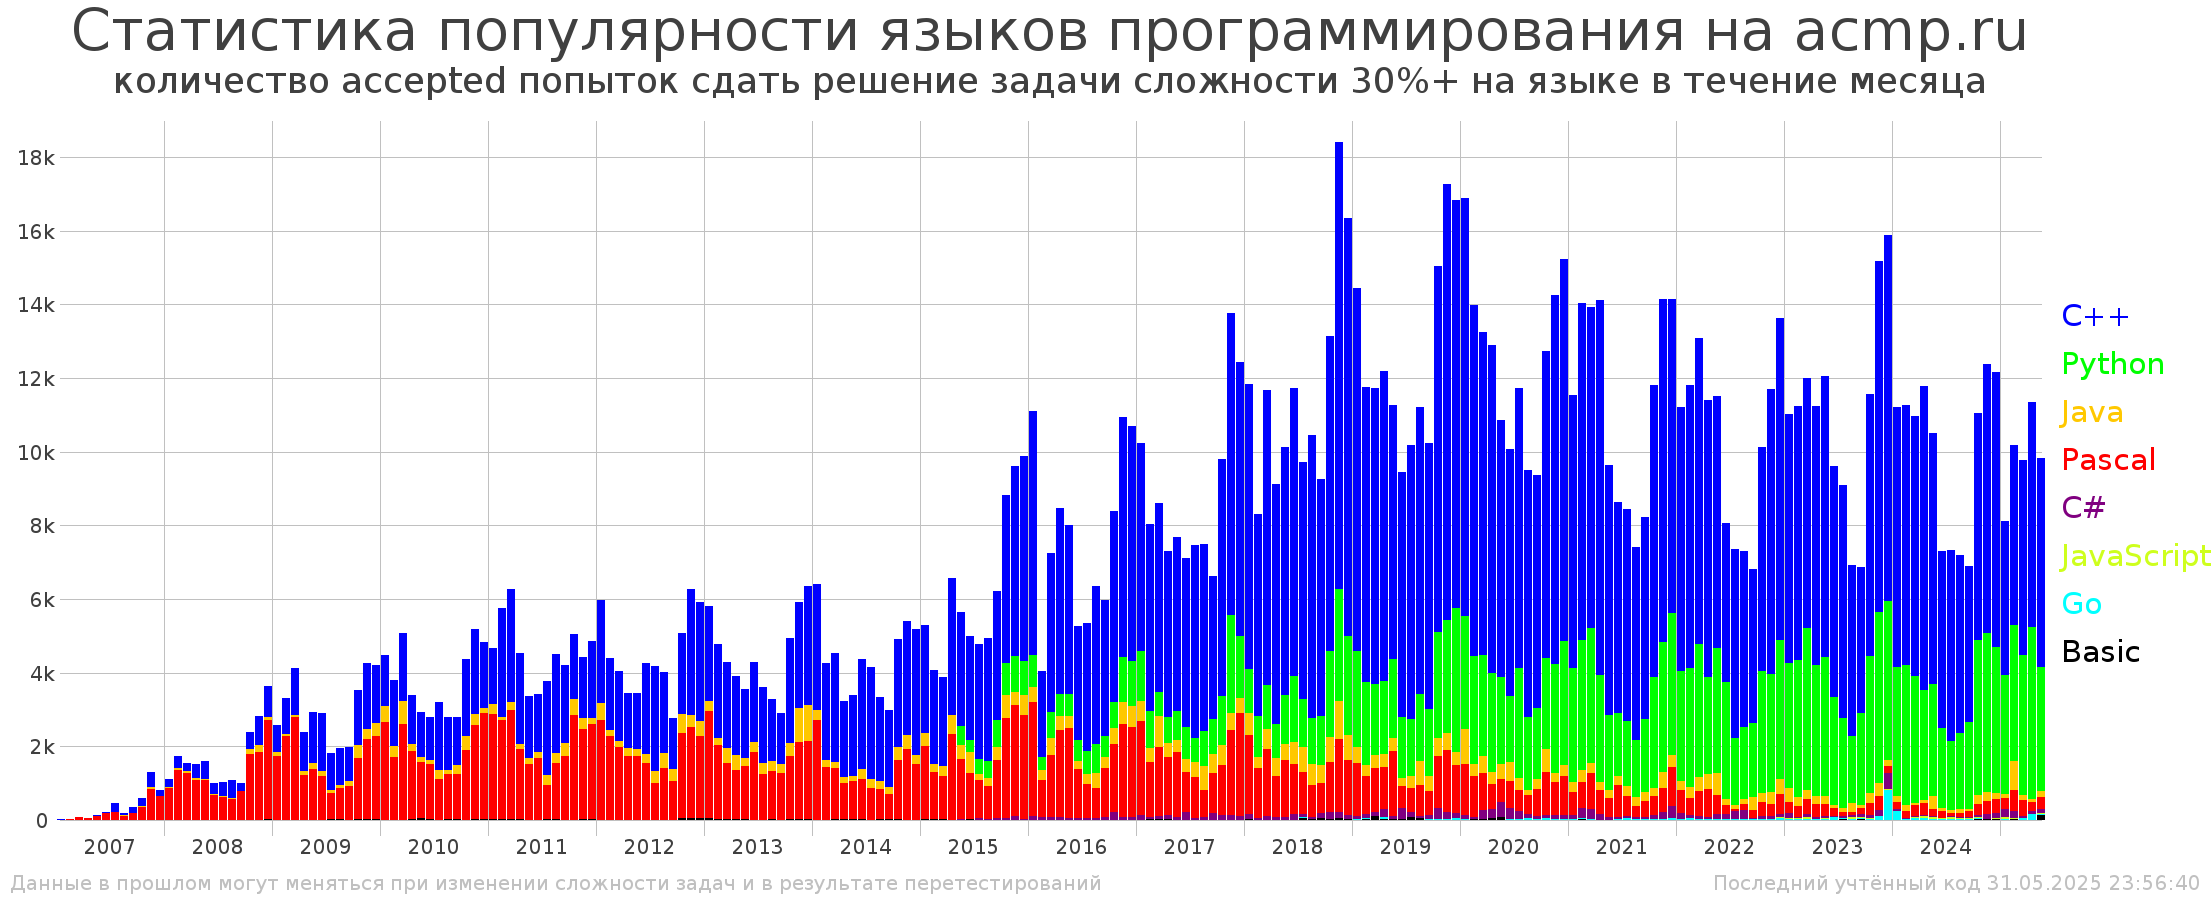 Статистика популярности языков программирования на acmp.ru
количество accepted попыток сдать решение задачи сложности 30%+ на языке в течение месяца
18k
16k
14k
12k
10k
8k
6k
4k
2k
0
2007 2008 2009 2010 2011 2012 2013 2014 2015 2016 2017 2018 2019 2020 2021 2022 2023 2024
C++
Python
Java
Pascal
C#
JavaScript
Go
Basic
Данные в прошлом могут меняться при изменении сложности задач и в результате перетестирований
Последний учтённый код 31.05.2025 23:56:40